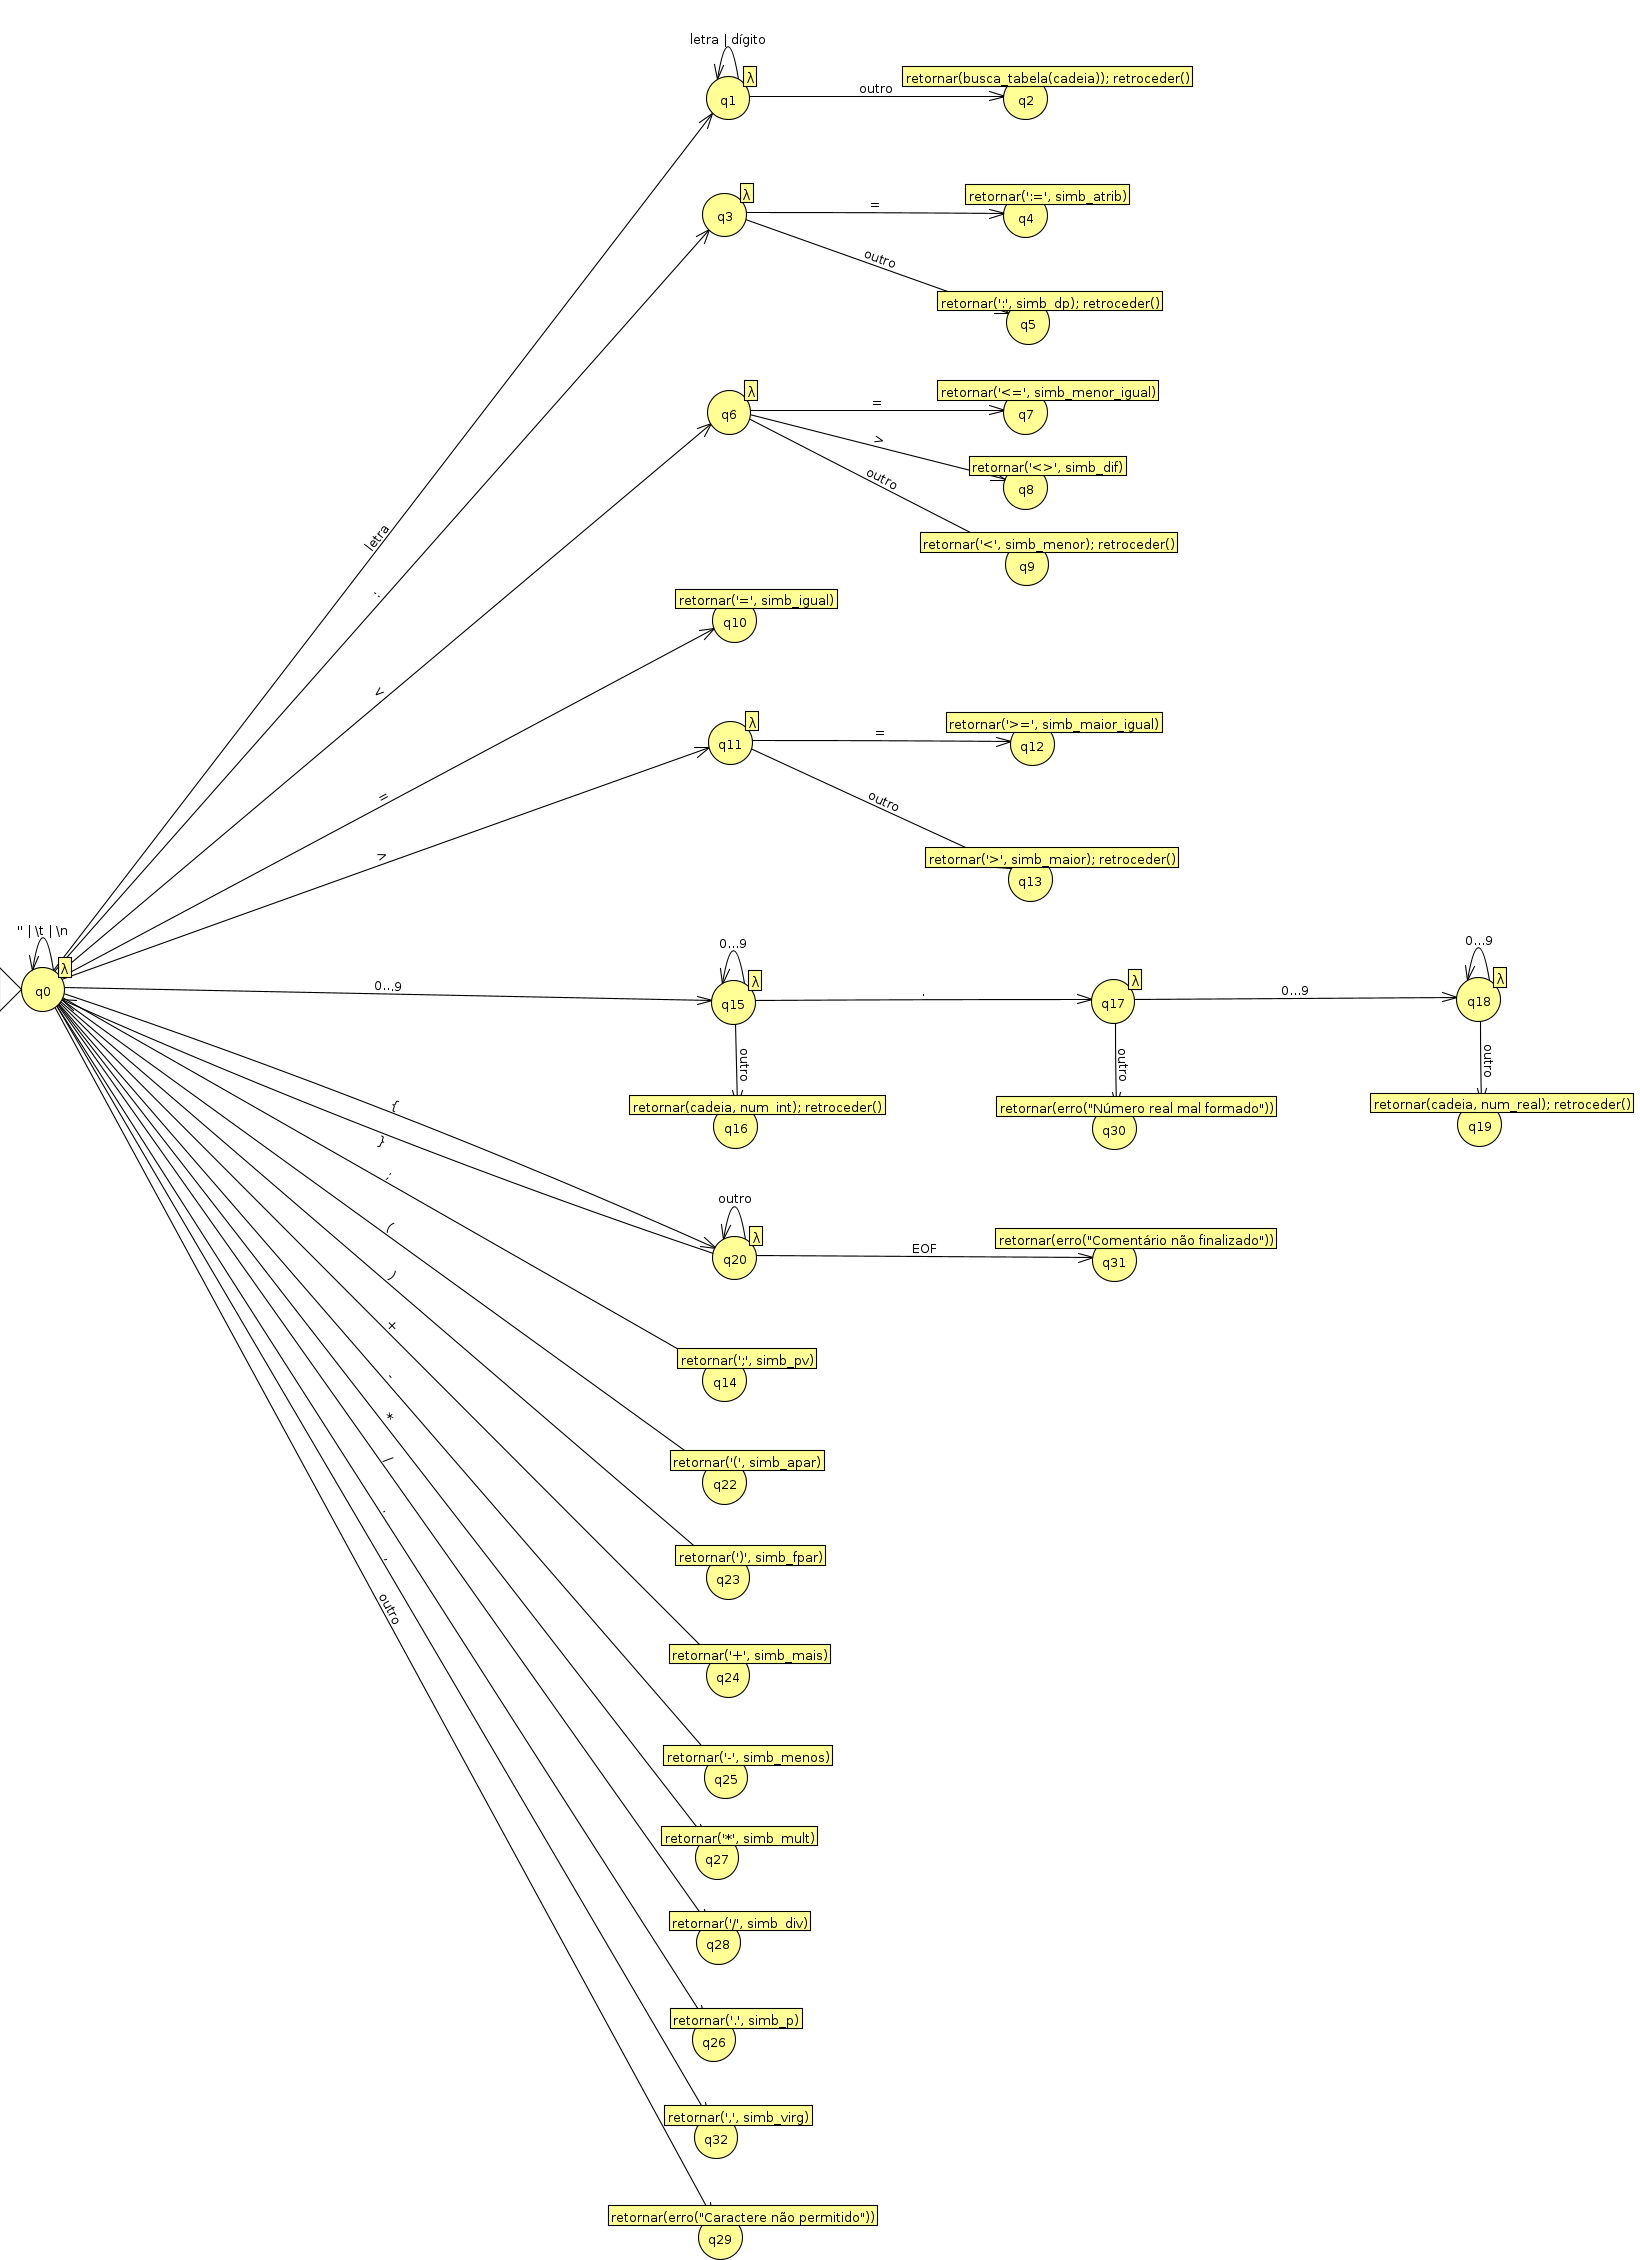 letra | dígito
λ
q1
outro
retornar(busca_tabela(cadeia)); retroceder()
q2
λ
q3
=
retornar(':=', simb_atrib)
q4
outro
retornar(':', simb_dp); retroceder()
q5
λ
q6
=
retornar('<=', simb_menor_igual)
q7
>
retornar('<>', simb_dif)
q8
outro
retornar('<', simb_menor); retroceder()
q9
letra
:
<
=
>
retornar('=', simb_igual)
q10
λ
q11
=
retornar('>=', simb_maior_igual)
q12
outro
retornar('>', simb_maior); retroceder()
q13
'' | \t | \n
λ
q0
0...9
0...9
λ
q15
.
λ
q17
0...9
0...9
λ
q18
outro
outro
outro
retornar(cadeia, num_int); retroceder()
q16
retornar(erro("Número real mal formado"))
q30
retornar(cadeia, num_real); retroceder()
q19
{
}
;
(
)
+
-
*
/
.
,
outro
outro
λ
q20
EOF
retornar(erro("Comentário não finalizado"))
q31
retornar(';', simb_pv)
q14
retornar('(', simb_apar)
q22
retornar(')', simb_fpar)
q23
retornar('+', simb_mais)
q24
retornar('-', simb_menos)
q25
retornar('*', simb_mult)
q27
retornar('/', simb_div)
q28
retornar('.', simb_p)
q26
retornar(',', simb_virg)
q32
retornar(erro("Caractere não permitido"))
q29